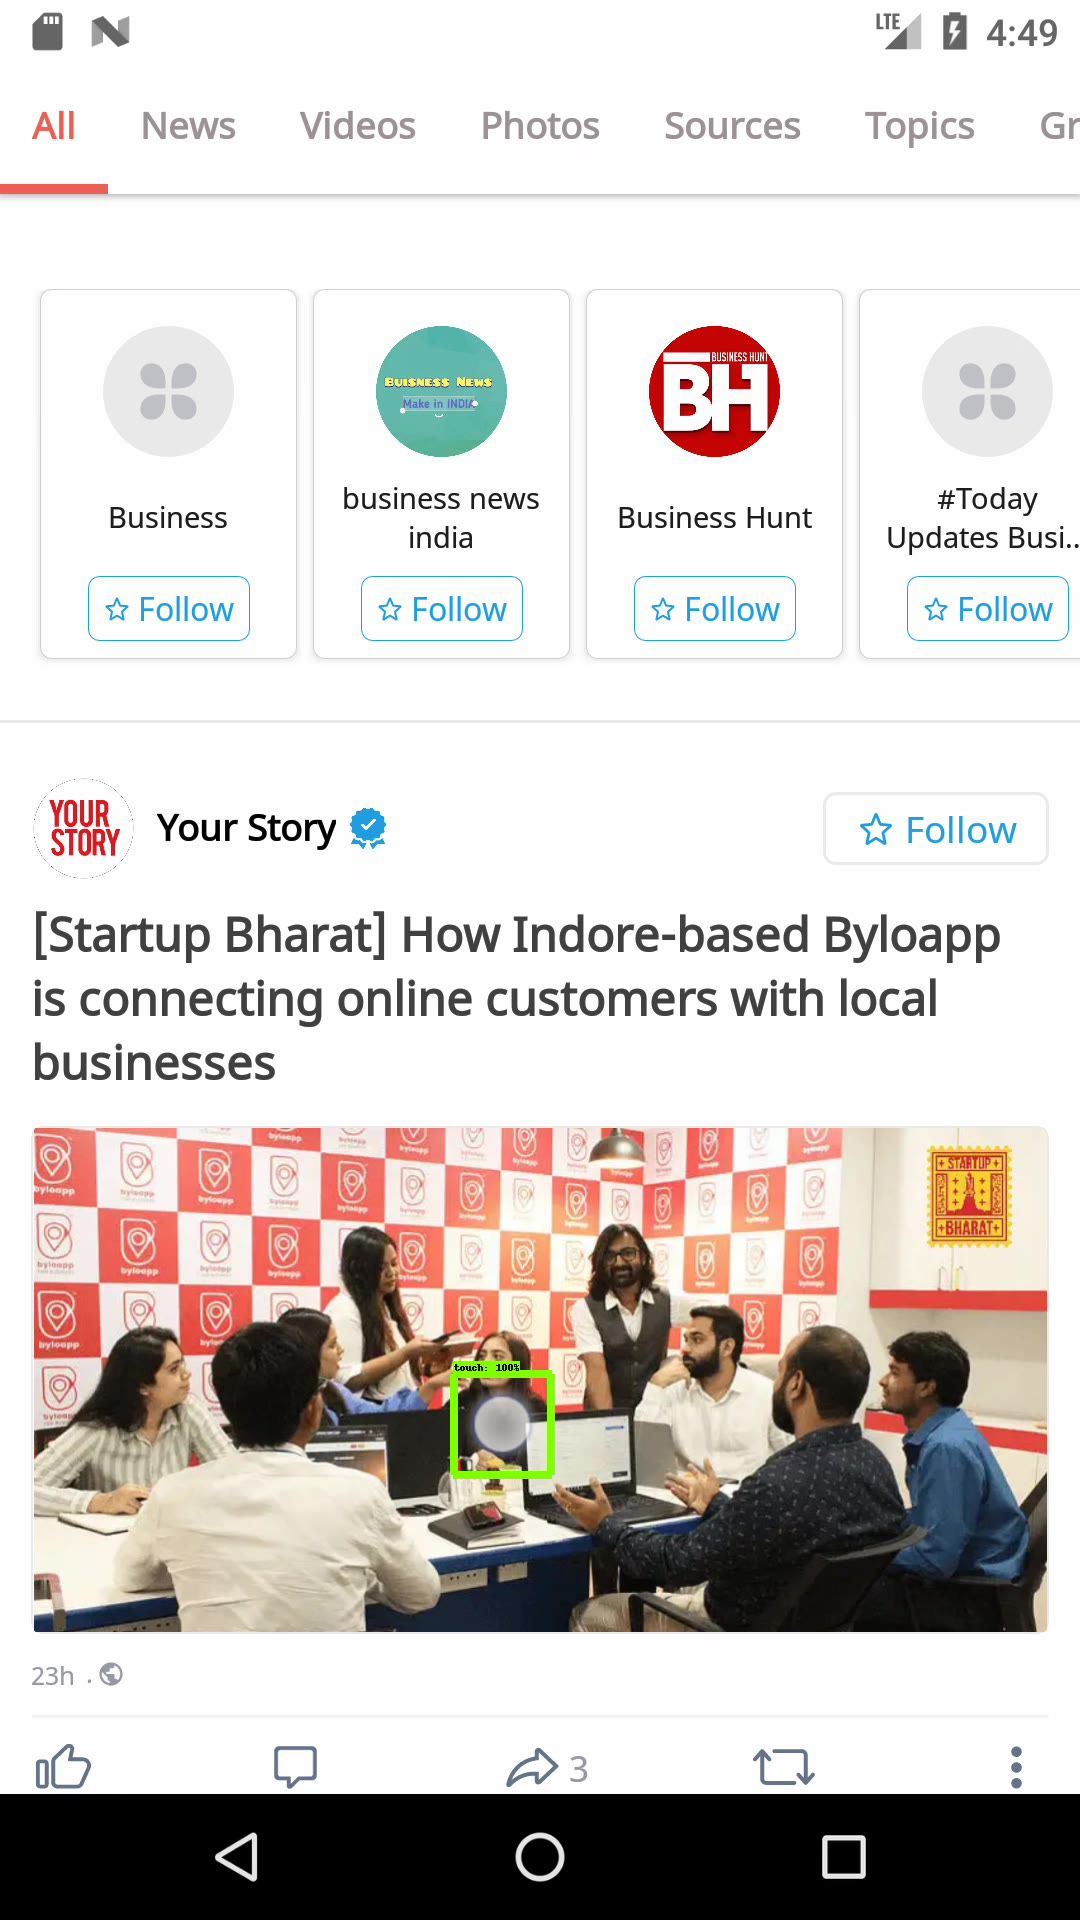 LTE 4:49
All News Videos Photos Sources Topics Gr
BUISNESS NEWS
Make in INDIA
BUSINESS HUNT
BH
Business
business news
india
Business Hunt
#Today
Updates Busi..
Follow Follow Follow Follow
YOUR
STORY
Your Story
Follow
[Startup Bharat] How Indore-based Byloapp
is connecting online customers with local
businesses
STARTUP
BHARAT
byloapp
touch: 100%
23h .
3